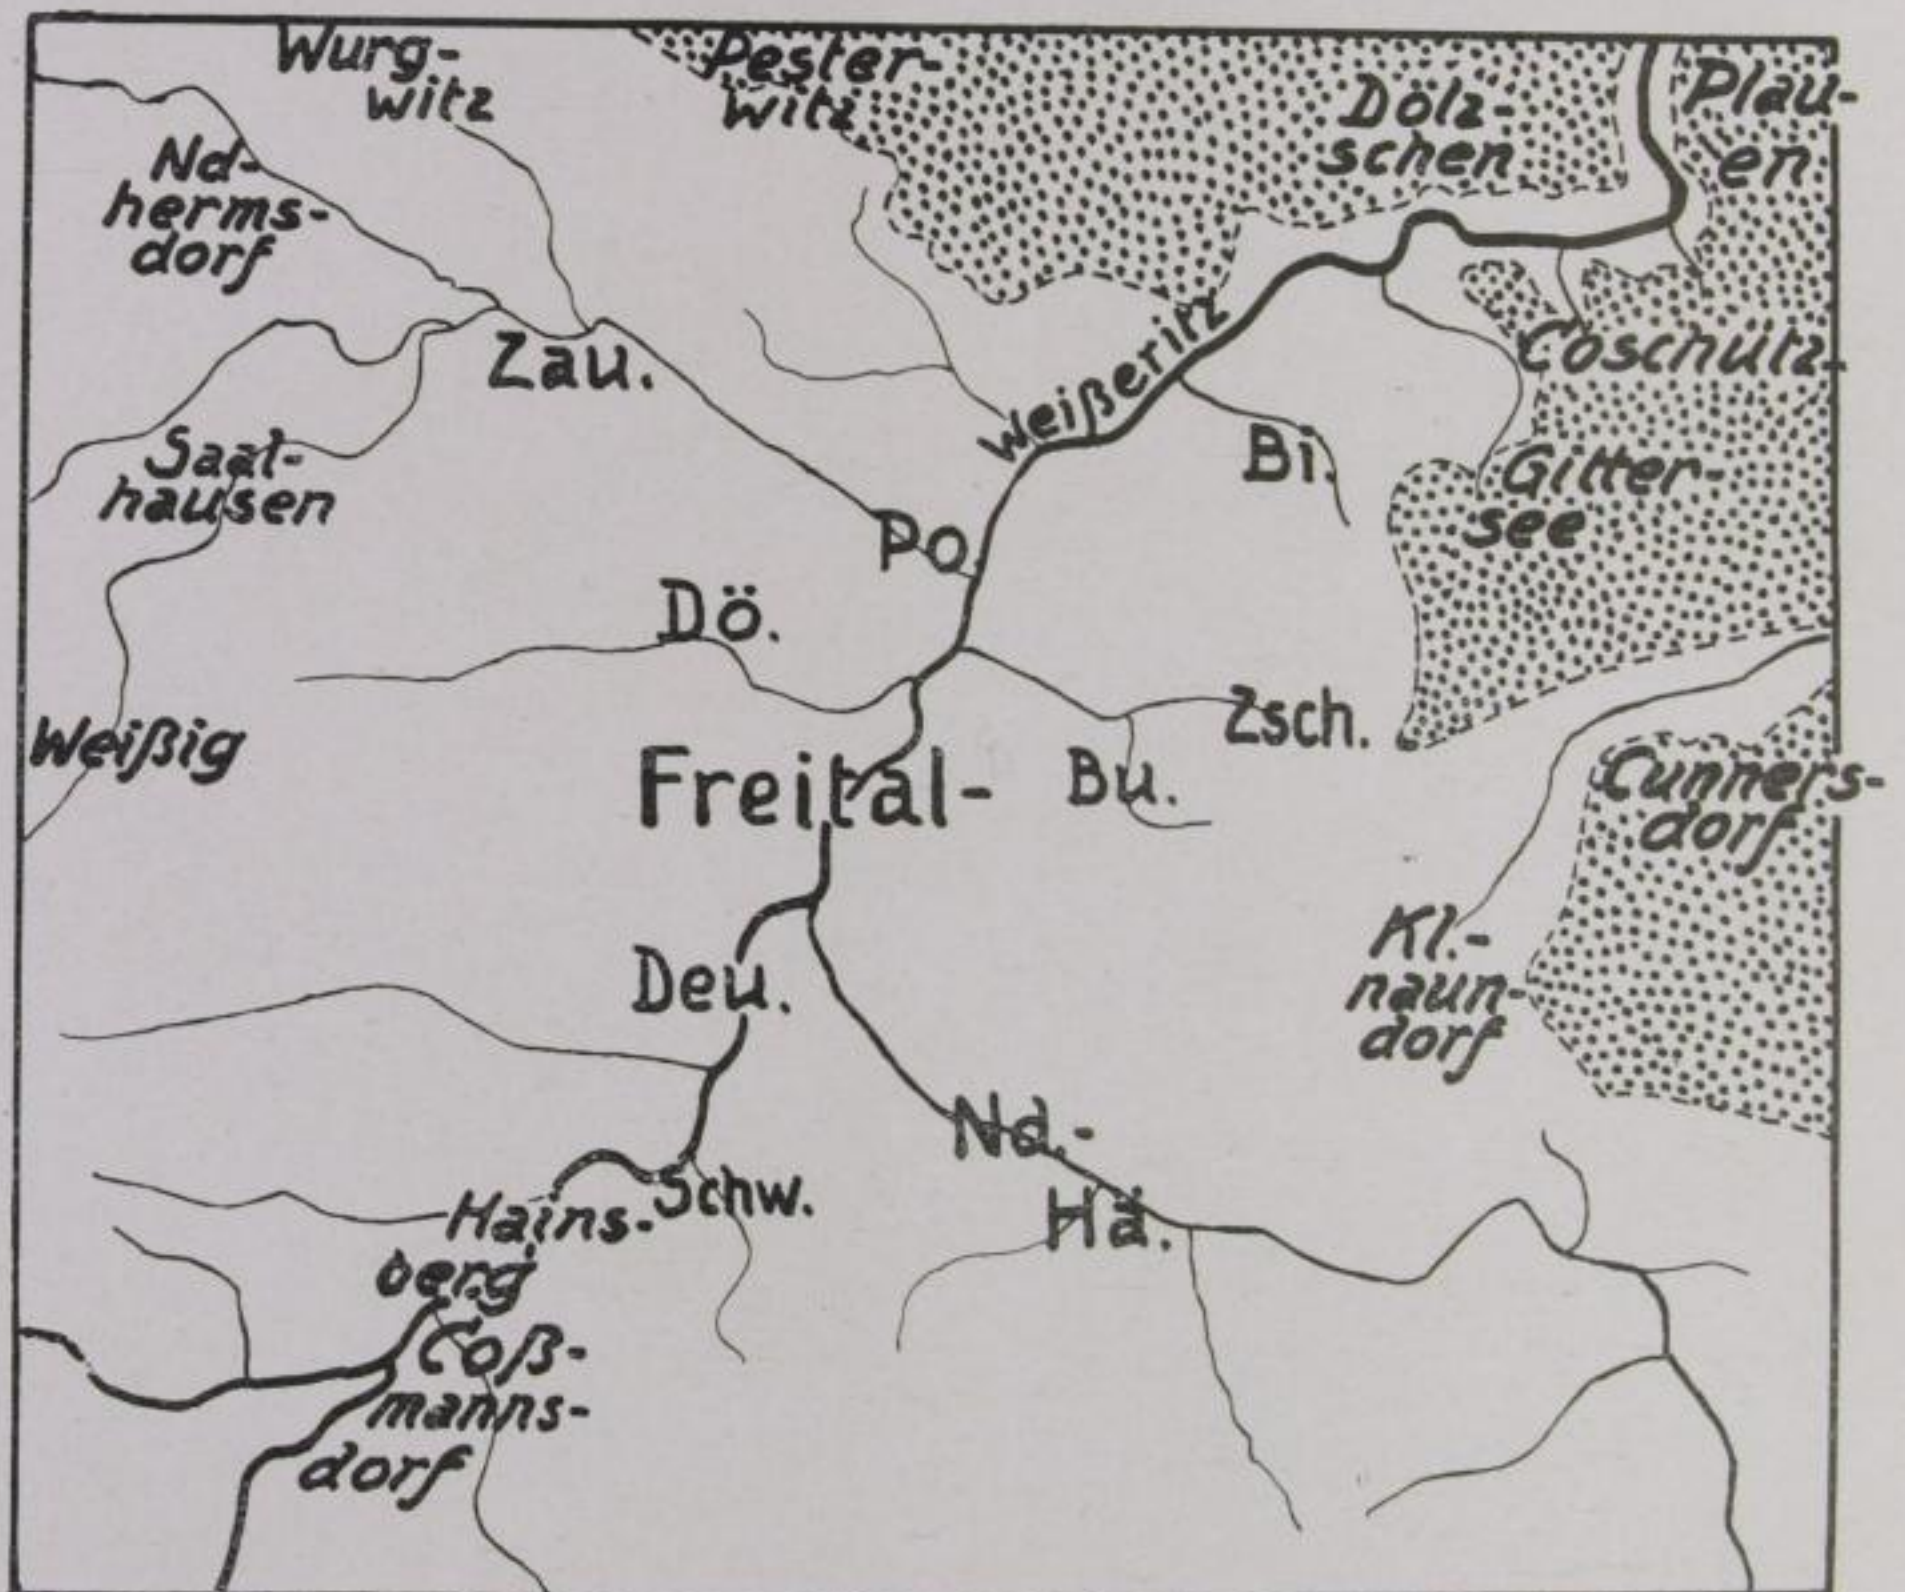 Wurg-
witz
Pester-
witz
Dölz-
schen
Plau-
en
Nd-
herms-
dorf
Zau.
Weißeritz
Coschütz
Saal-
hausen
Bi.
Gitter-
see
Po.
Dö.
Weißig
Zsch.
Freital-
Bu.
Cunners-
dorf
Kl.-
naun-
dorf
Deu.
Nd.-
Hä.
Schw.
Hains-
berg
Coß-
manns-
dorf